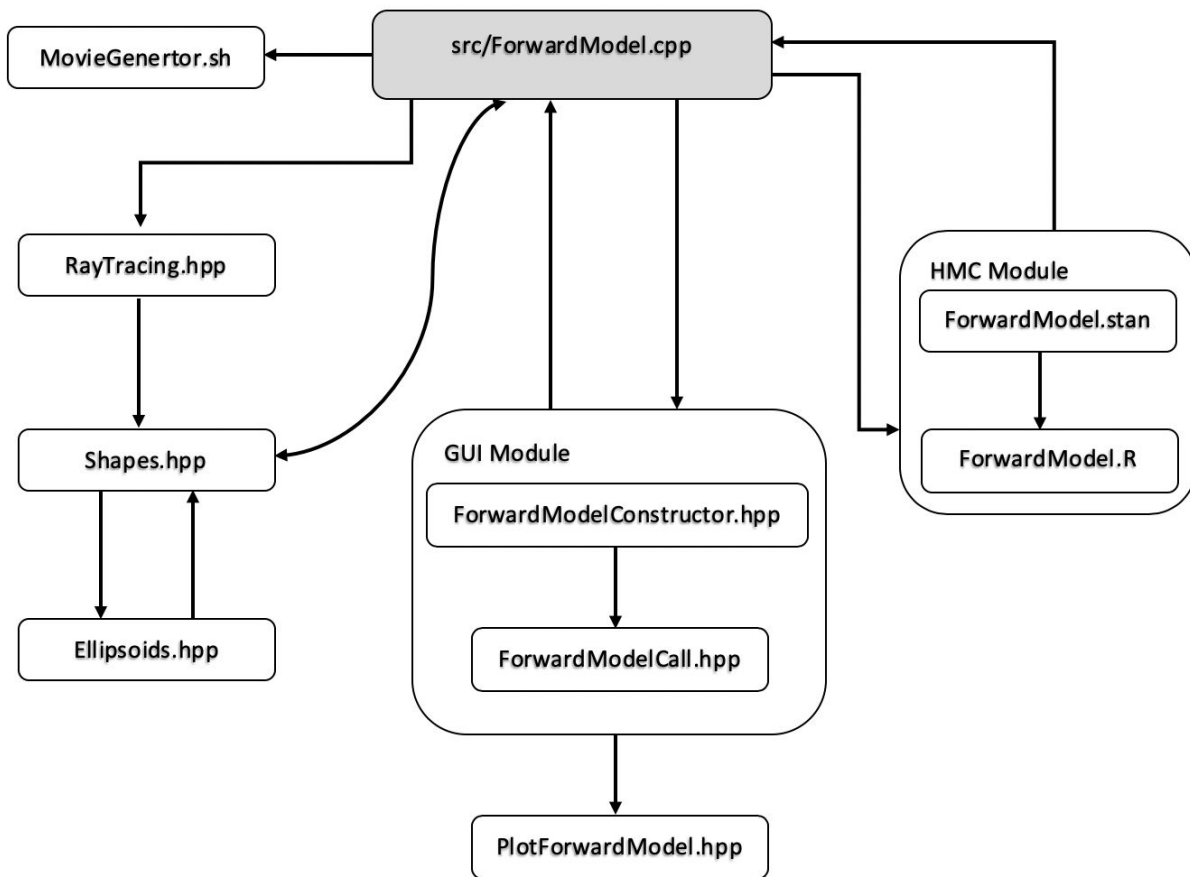 src/ForwardModel.cpp
MovieGenertor.sh
RayTracing.hpp
Shapes.hpp
Ellipsoids.hpp
GUI Module
ForwardModelConstructor.hpp
ForwardModelCall.hpp
PlotForwardModel.hpp
HMC Module
ForwardModel.stan
ForwardModel.R